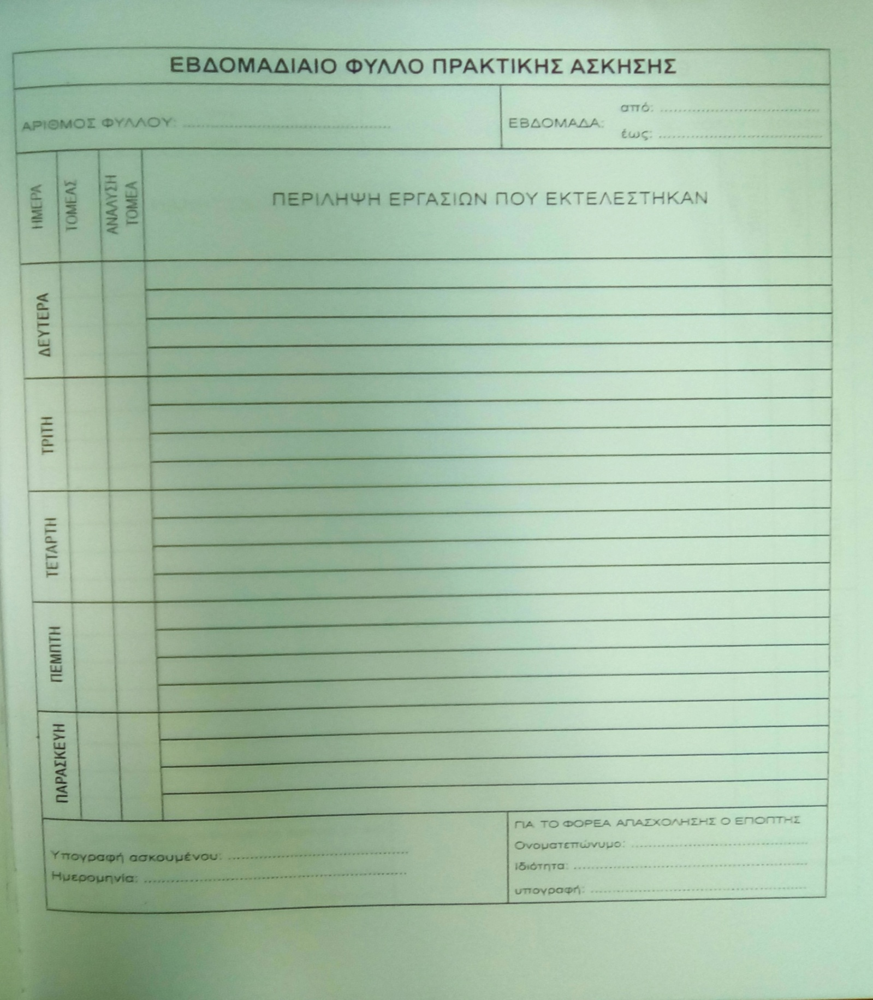 ΕΒΔΟΜΑΔΙΑΙΟ ΦΥΛΛΟ ΠΡΑΚΤΙΚΗΣ ΑΣΚΗΣΗΣ
ΑΡΙΘΜΟΣ ΦΥΛΛΟΥ:
ΕΒΔΟΜΑΔΑ:
από:
έως:
ΗΜΕΡΑ
ΤΟΜΕΑΣ
ΑΝΑΛΥΣΗ
ΤΟΜΕΑ
ΠΕΡΙΛΗΨΗ ΕΡΓΑΣΙΩΝ ΠΟΥ ΕΚΤΕΛΕΣΤΗΚΑΝ
ΔΕΥΤΕΡΑ
ΤΡΙΤΗ
ΤΕΤΑΡΤΗ
ΠΕΜΠΤΗ
ΠΑΡΑΣΚΕΥΗ
Υπογραφή ασκουμένου:
Ημερομηνία:
ΓΙΑ ΤΟ ΦΟΡΕΑ ΑΠΑΣΧΟΛΗΣΗΣ Ο ΕΠΟΠΤΗΣ
Ονοματεπώνυμο:
Ιδιότητα:
υπογραφή: